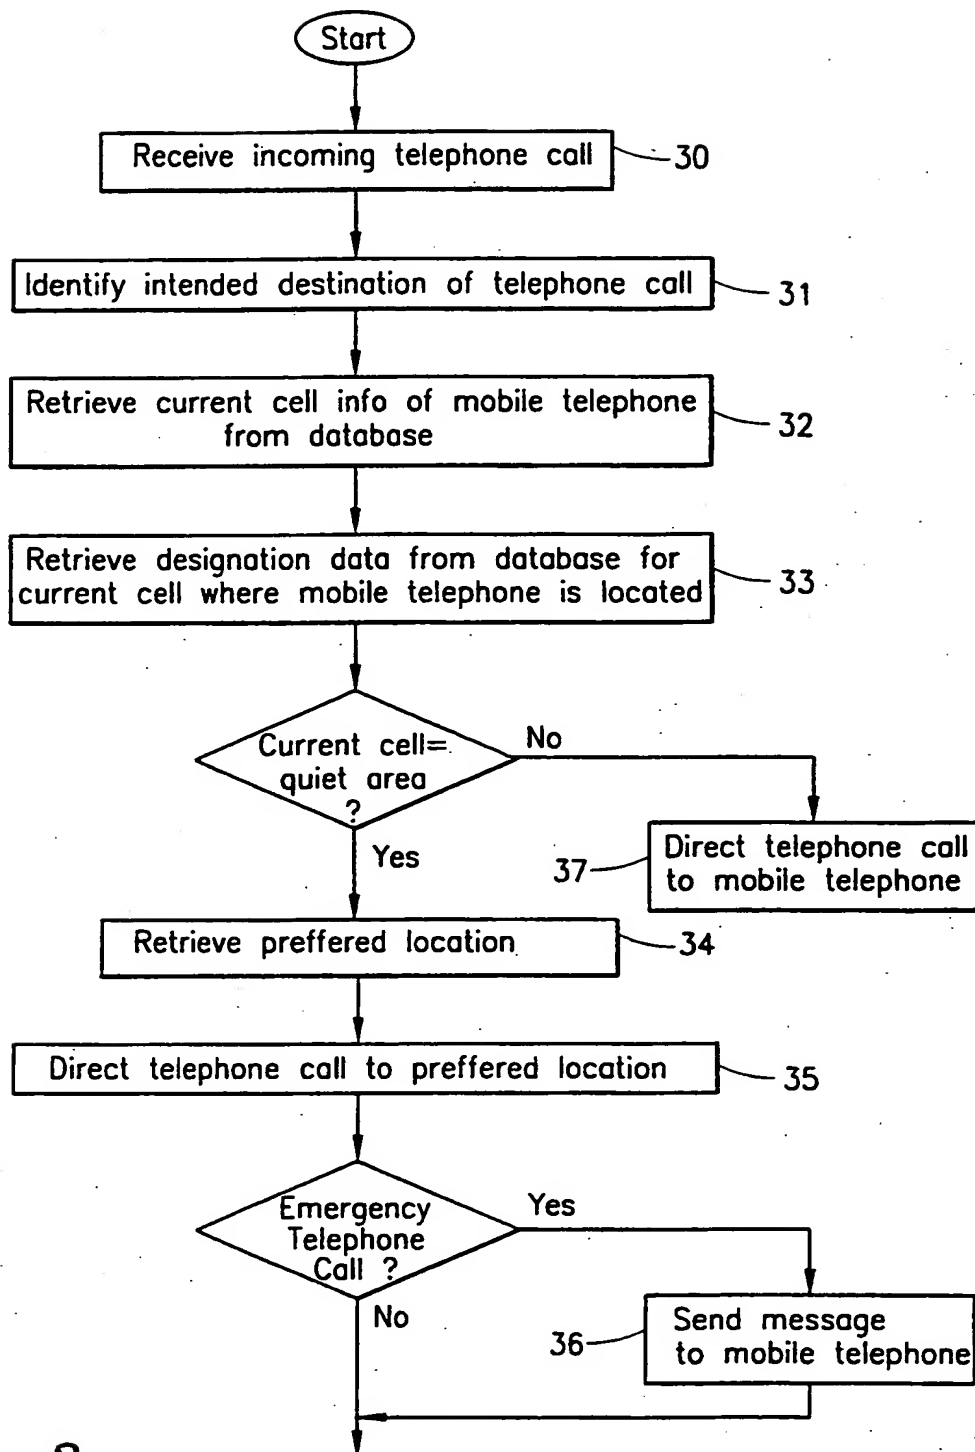 Start
Receive incoming telephone call
30
Identify intended destination of telephone call
31
Retrieve current cell info of mobile telephone
from database
32
Retrieve designation data from database for
current cell where mobile telephone is located
33
Current cell=
quiet area
?
No
Yes
37
Direct telephone call
to mobile telephone
Retrieve preffered location
34
Direct telephone call to preffered location
35
Emergency
Telephone
Call ?
Yes
No
36
Send message
to mobile telephone